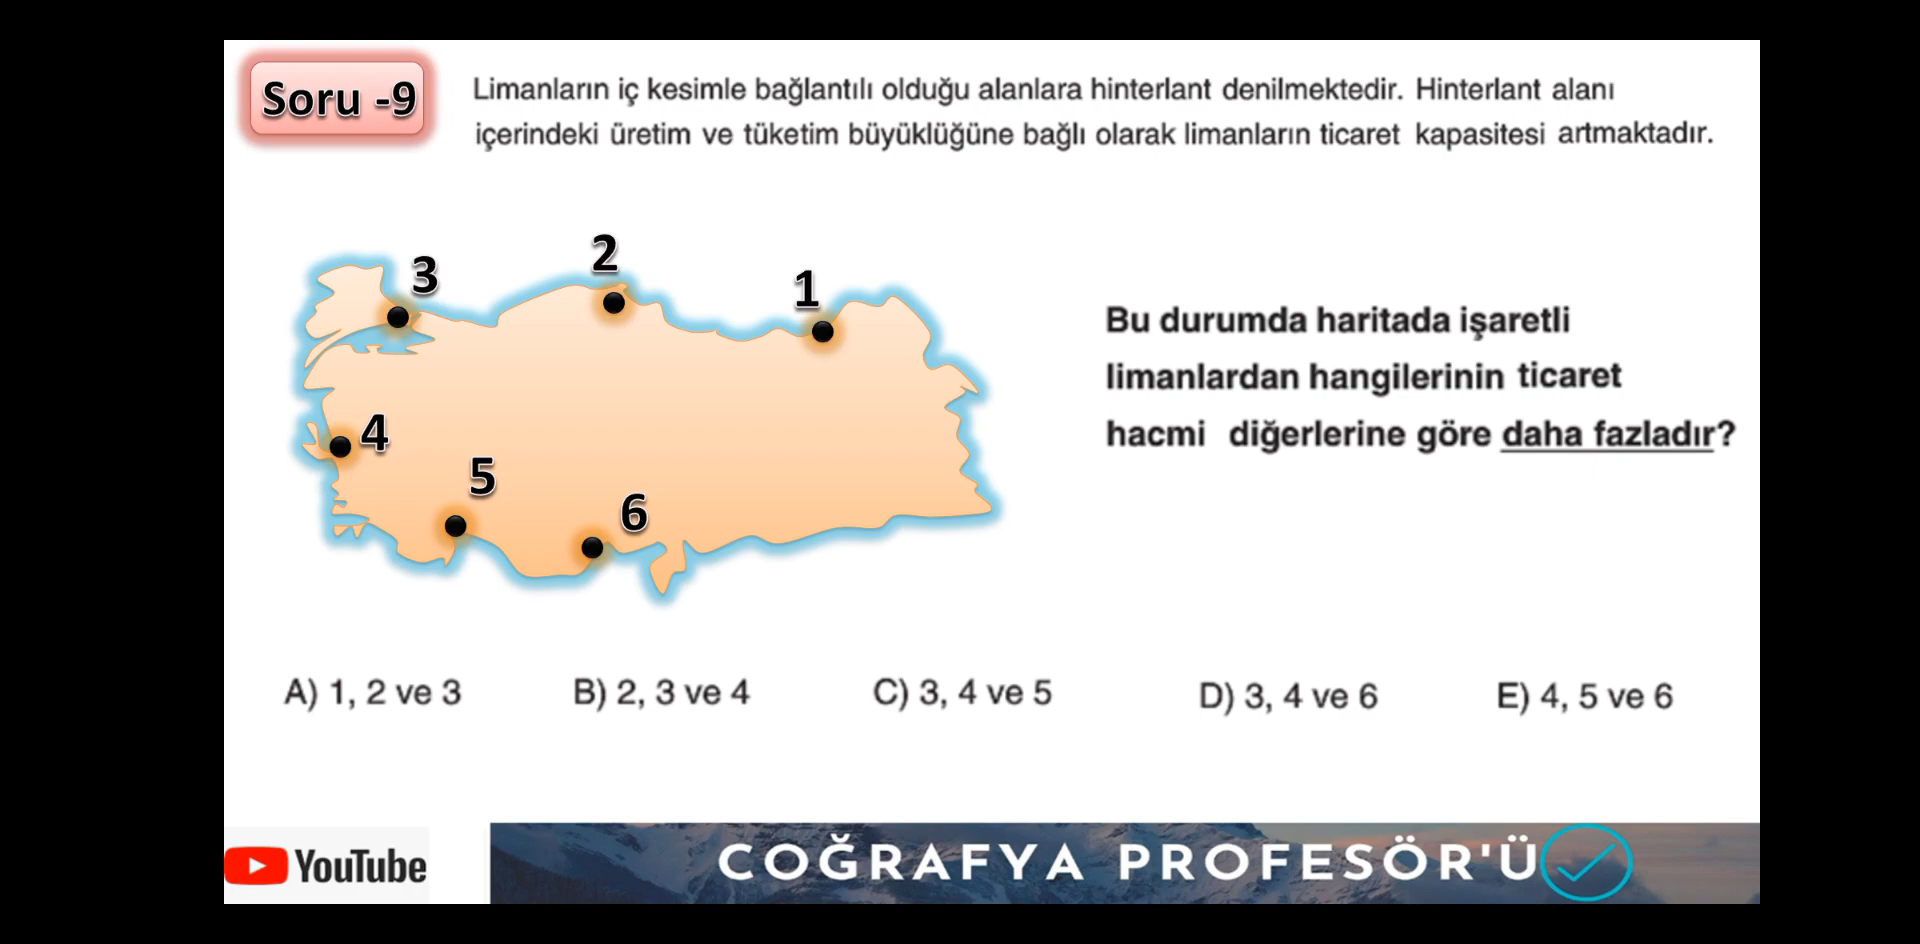 Soru -9
Limanların iç kesimle bağlantılı olduğu alanlara hinterlant denilmektedir. Hinterlant alanı
içerindeki üretim ve tüketim büyüklüğüne bağlı olarak limanların ticaret kapasitesi artmaktadır.
3
2
1
4
5
6
Bu durumda haritada işaretli
limanlardan hangilerinin ticaret
hacmi diğerlerine göre daha fazladır?
A) 1, 2 ve 3
B) 2, 3 ve 4
C) 3, 4 ve 5
D) 3, 4 ve 6
E) 4, 5 ve 6
YouTube
COĞRAFYA PROFESÖR'Ü